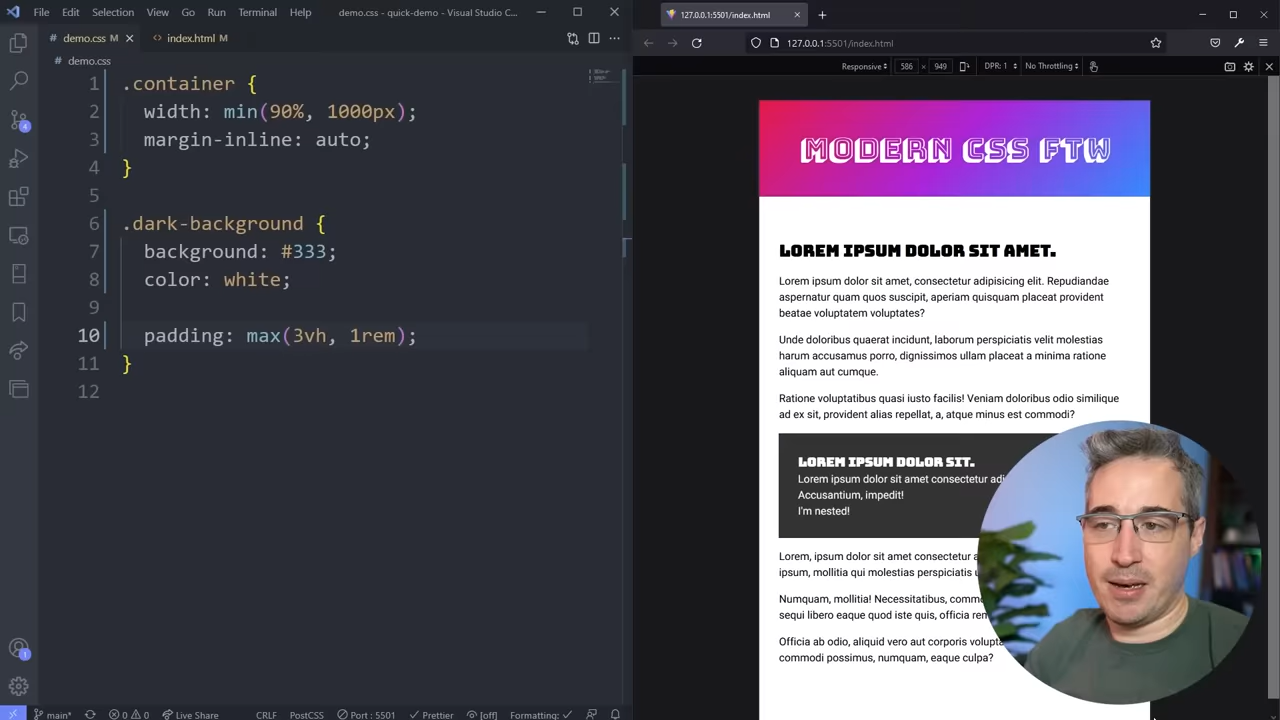 File Edit Selection View Go Run Terminal Help demo.css - quick-demo - Visual Studio C...
# demo.css M
<> index.html M
# demo.css
1 .container {
2 width: min(90%, 1000px);
3 margin-inline: auto;
4 }
5
6 .dark-background {
7 background: #333;
8 color: white;
9
10 padding: max(3vh, 1rem);
11 }
12
4
1
main* 0 0 Live Share CRLF PostCSS Port : 5501 Prettier [off] Formatting:
127.0.0.1:5501/index.html
127.0.0.1:5501/index.html
Responsive 586 × 949 DPR: 1 No Throttling
MODERN CSS FTW
LOREM IPSUM DOLOR SIT AMET.
Lorem ipsum dolor sit amet, consectetur adipisicing elit. Repudiandae
aspernatur quam quos suscipit, aperiam quisquam placeat provident
beatae voluptatem voluptates?
Unde doloribus quaerat incidunt, laborum perspiciatis velit molestias
harum accusamus porro, dignissimos ullam placeat a minima ratione
aliquam aut cumque.
Ratione voluptatibus quasi iusto facilis! Veniam doloribus odio similique
ad ex sit, provident alias repellat, a, atque minus est commodi?
LOREM IPSUM DOLOR SIT.
Lorem ipsum dolor sit amet consectetur adi
Accusantium, impedit!
I'm nested!
Lorem, ipsum dolor sit amet consectetur a
ipsum, mollitia qui molestias perspiciatis
Numquam, mollitia! Necessitatibus, comm
sequi libero eaque quod iste quis, officia rem
Officia ab odio, aliquid vero aut corporis volupta
commodi possimus, numquam, eaque culpa?